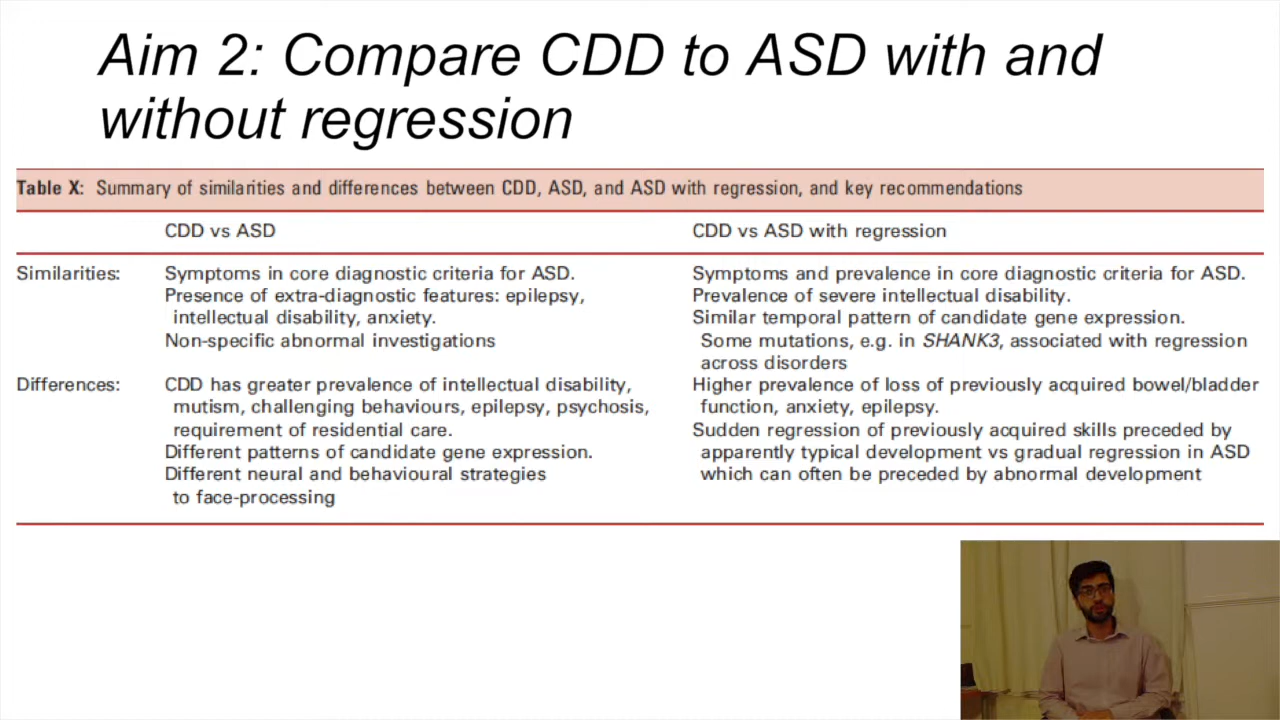 Aim 2: Compare CDD to ASD with and
without regression
Table X: Summary of similarities and differences between CDD, ASD, and ASD with regression, and key recommendations
CDD vs ASD
CDD vs ASD with regression
Similarities:
Symptoms in core diagnostic criteria for ASD.
Presence of extra-diagnostic features: epilepsy,
intellectual disability, anxiety.
Non-specific abnormal investigations
Symptoms and prevalence in core diagnostic criteria for ASD.
Prevalence of severe intellectual disability.
Similar temporal pattern of candidate gene expression.
Some mutations, e.g. in SHANK3, associated with regression
across disorders
Differences:
CDD has greater prevalence of intellectual disability,
mutism, challenging behaviours, epilepsy, psychosis,
requirement of residential care.
Different patterns of candidate gene expression.
Different neural and behavioural strategies
to face-processing
Higher prevalence of loss of previously acquired bowel/bladder
function, anxiety, epilepsy.
Sudden regression of previously acquired skills preceded by
apparently typical development vs gradual regression in ASD
which can often be preceded by abnormal development